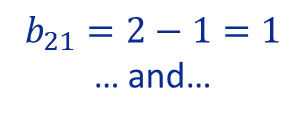 b₂₁ = 2 − 1 = 1
... and...